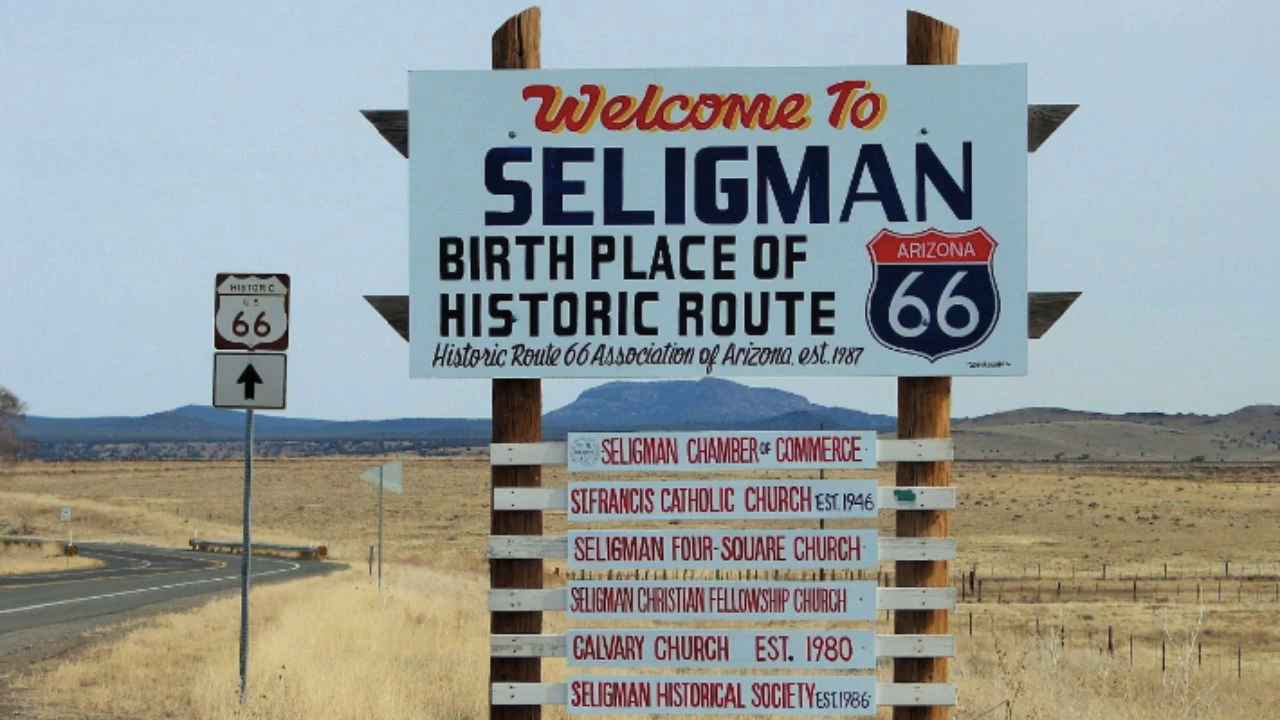 Welcome To
SELIGMAN
BIRTH PLACE OF
HISTORIC ROUTE
ARIZONA
66
Historic Route 66 Association of Arizona. est. 1987
HISTORIC
US
66
SELIGMAN CHAMBER OF COMMERCE
ST.FRANCIS CATHOLIC CHURCH EST. 1946
SELIGMAN FOUR-SQUARE CHURCH
SELIGMAN CHRISTIAN FELLOWSHIP CHURCH
CALVARY CHURCH EST. 1980
SELIGMAN HISTORICAL SOCIETY EST. 1986